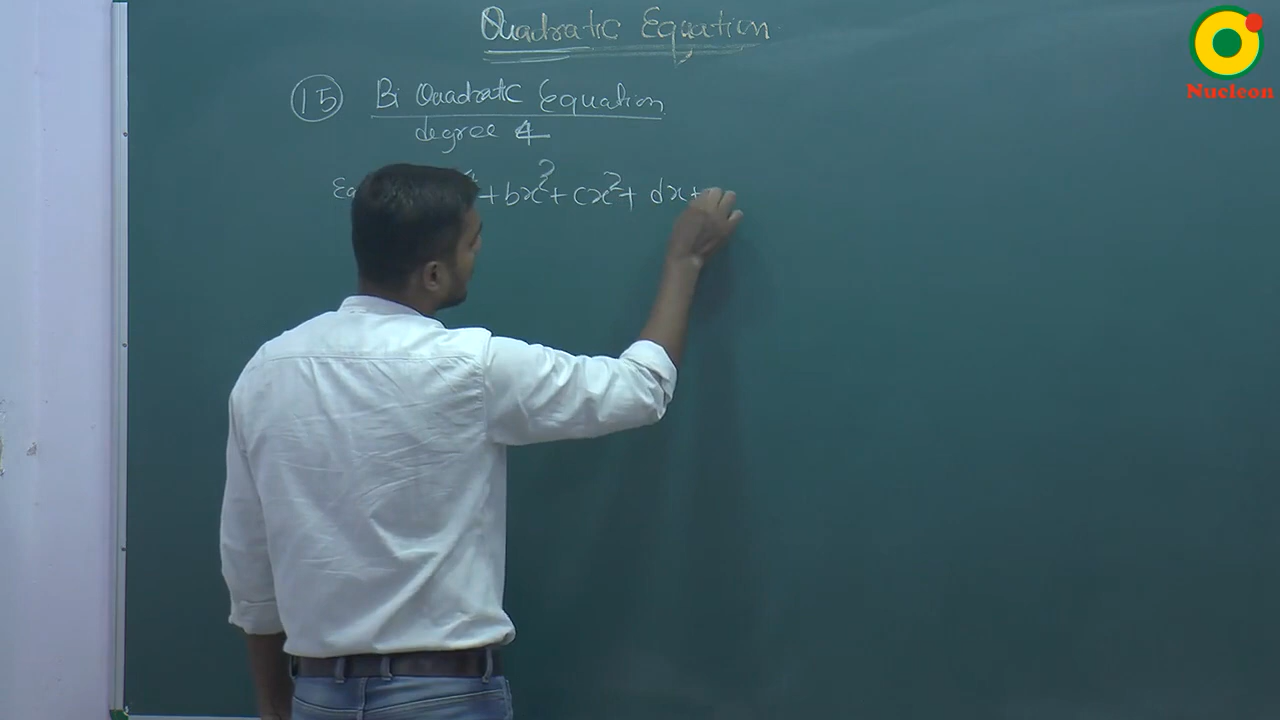 Quadratic Equation
Nucleon
15 Bi Quadratic Equation
degree 4
+ bx³ + cx² + dx +